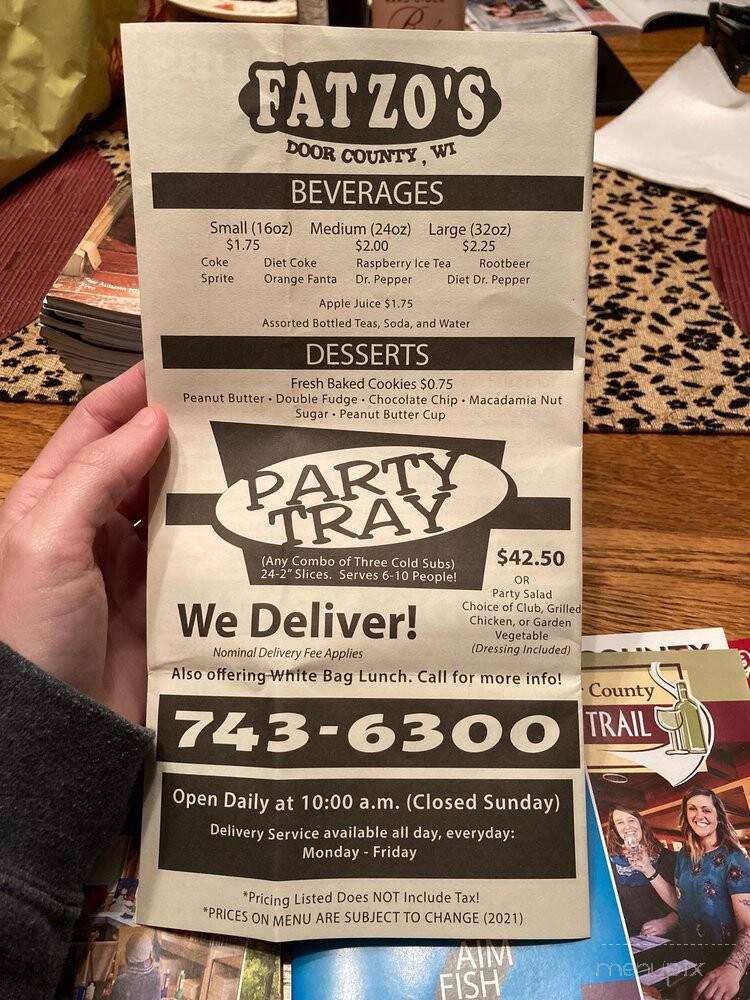 HARD CIDER
FATZO'S
DOOR COUNTY, WI
BEVERAGES
Small (16oz) Medium (24oz) Large (32oz)
$1.75 $2.00 $2.25
Coke Diet Coke Raspberry Ice Tea Rootbeer
Sprite Orange Fanta Dr. Pepper Diet Dr. Pepper
Apple Juice $1.75
Assorted Bottled Teas, Soda, and Water
DESSERTS
Fresh Baked Cookies $0.75
Peanut Butter • Double Fudge • Chocolate Chip • Macadamia Nut
Sugar • Peanut Butter Cup
PARTY
TRAY
(Any Combo of Three Cold Subs)
24-2" Slices. Serves 6-10 People!
$42.50
OR
Party Salad
Choice of Club, Grilled
Chicken, or Garden
Vegetable
(Dressing Included)
We Deliver!
Nominal Delivery Fee Applies
Also offering White Bag Lunch. Call for more info!
743-6300
Open Daily at 10:00 a.m. (Closed Sunday)
Delivery Service available all day, everyday:
Monday - Friday
*Pricing Listed Does NOT Include Tax!
*PRICES ON MENU ARE SUBJECT TO CHANGE (2021)
County
TRAIL
AIM
FISH
menupix